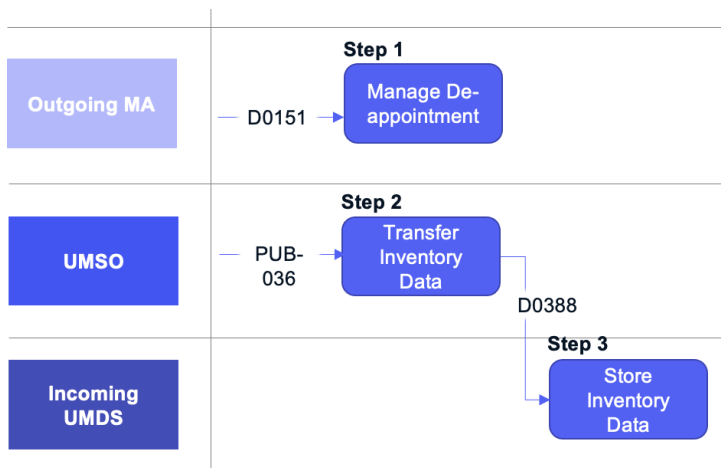 Step 1
Outgoing MA
D0151
Manage De-
appointment
Step 2
UMSO
PUB-
036
Transfer
Inventory
Data
D0388
Step 3
Incoming
UMDS
Store
Inventory
Data